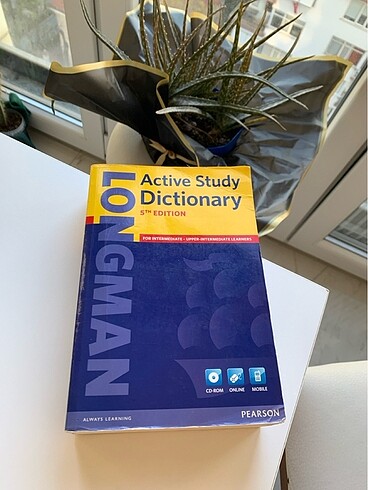 LONGMAN
Active Study
Dictionary
5TH EDITION
FOR INTERMEDIATE - UPPER-INTERMEDIATE LEARNERS
CD-ROM ONLINE MOBILE
ALWAYS LEARNING
PEARSON